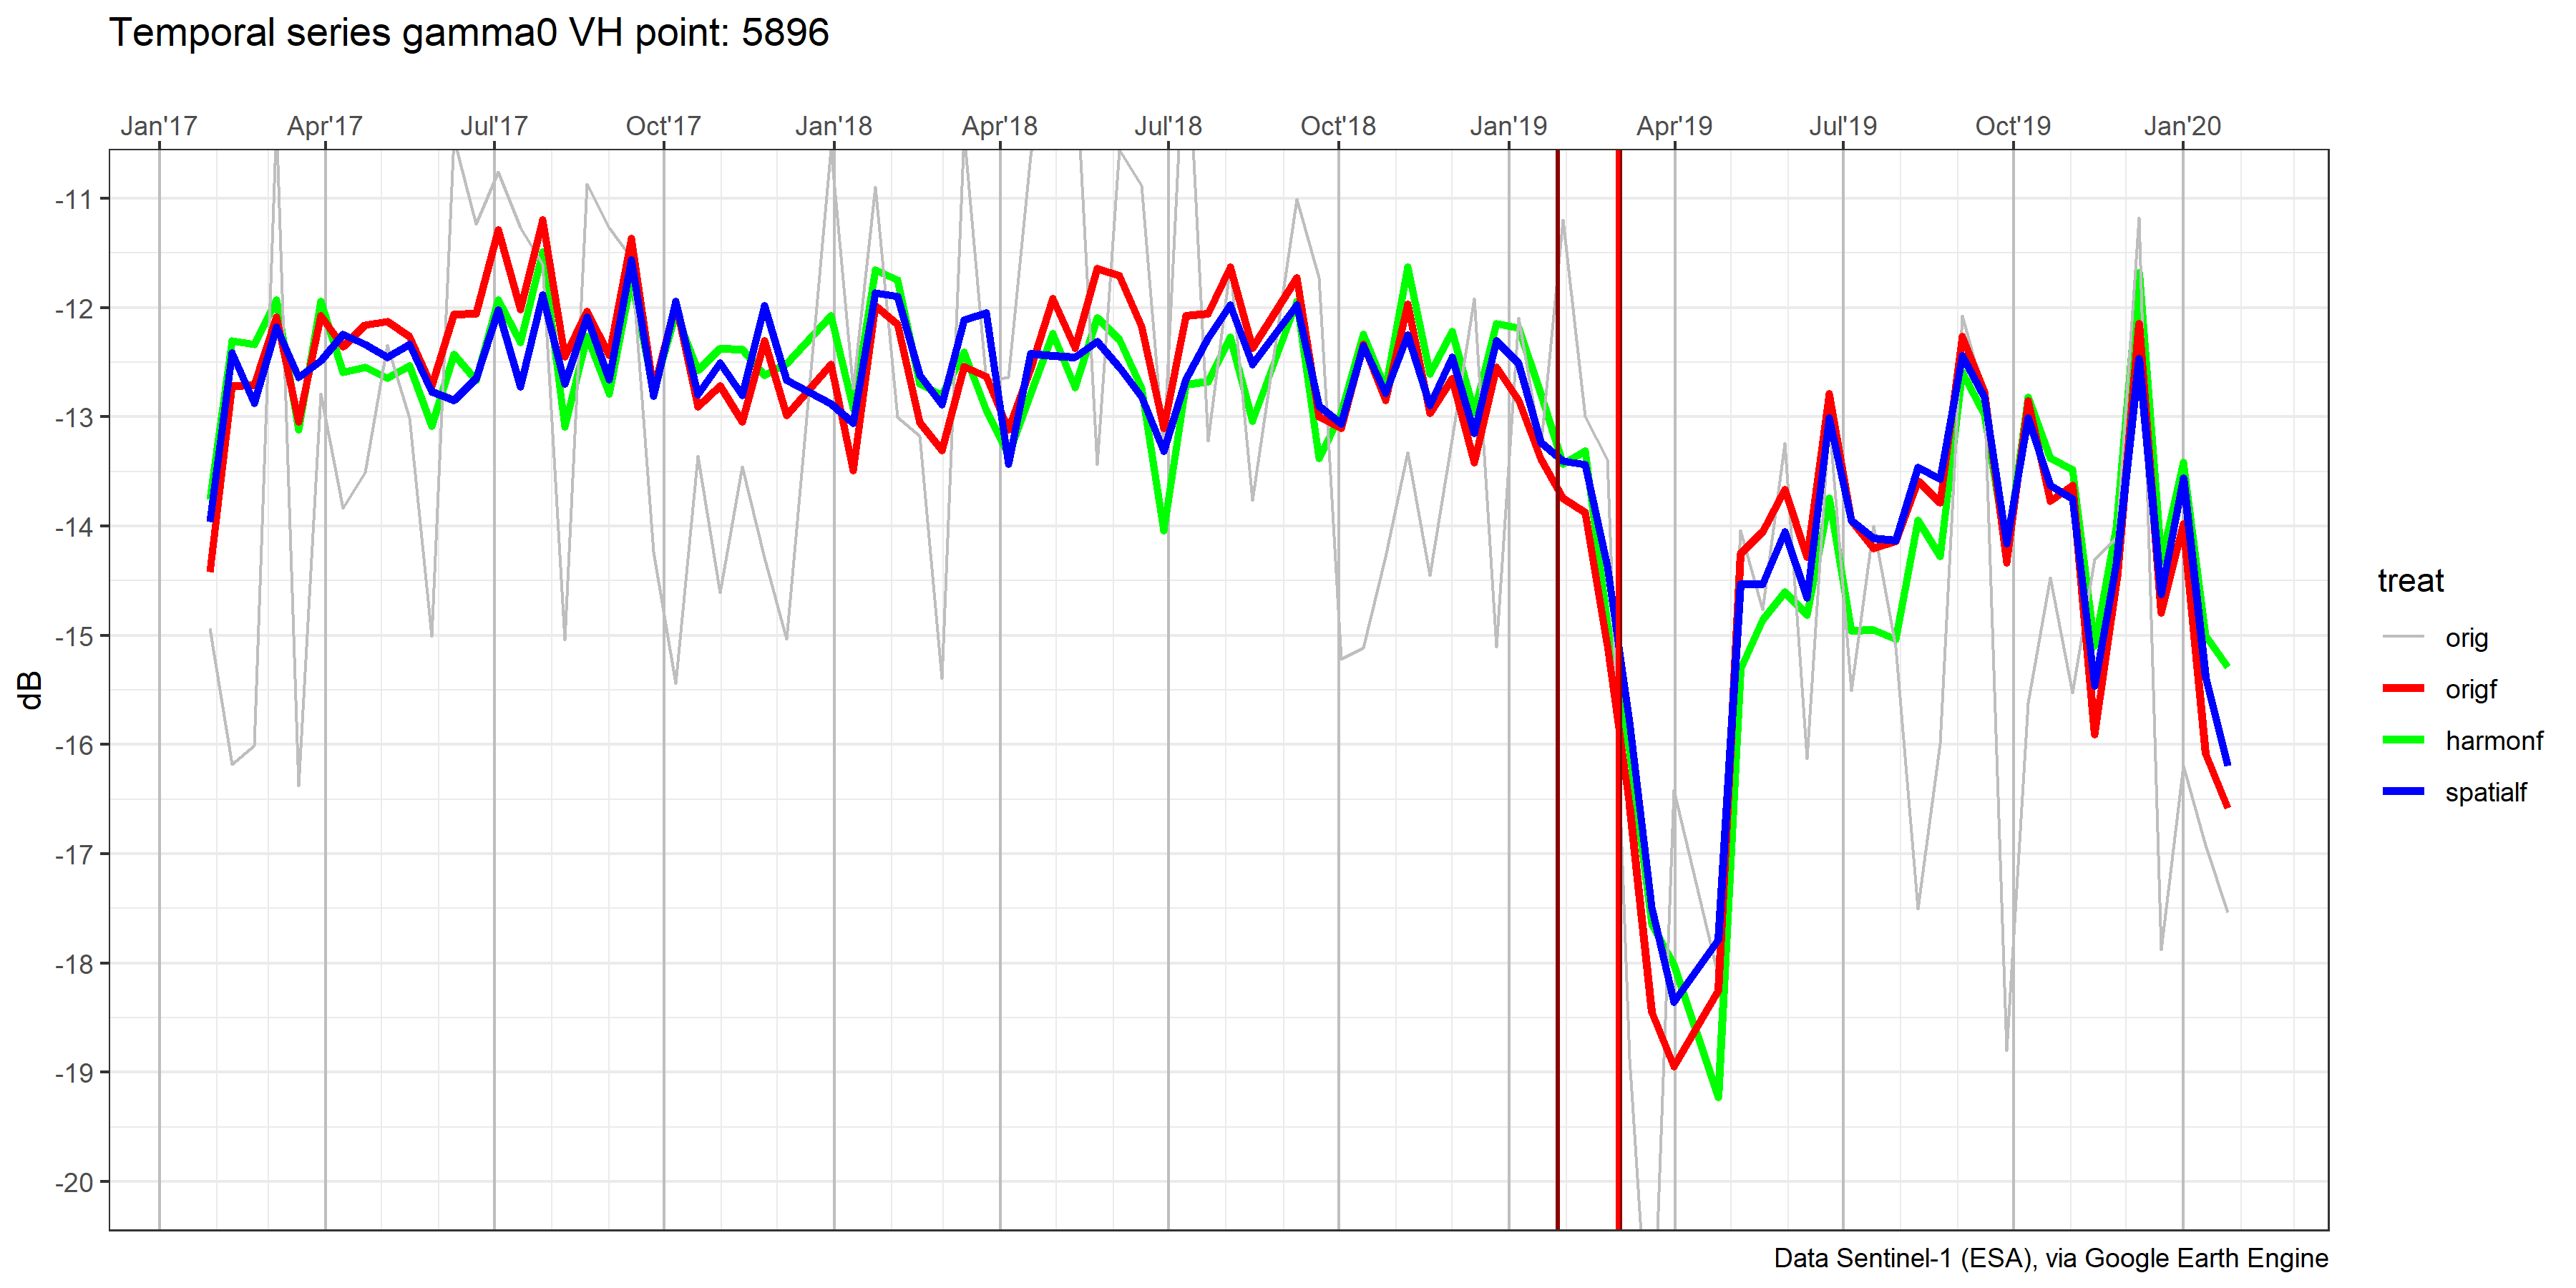 Temporal series gamma0 VH point: 5896
Jan'17 Apr'17 Jul'17 Oct'17 Jan'18 Apr'18 Jul'18 Oct'18 Jan'19 Apr'19 Jul'19 Oct'19 Jan'20
-11
-12
-13
-14
-15
-16
-17
-18
-19
-20
dB
treat
orig
origf
harmonf
spatialf
Data Sentinel-1 (ESA), via Google Earth Engine